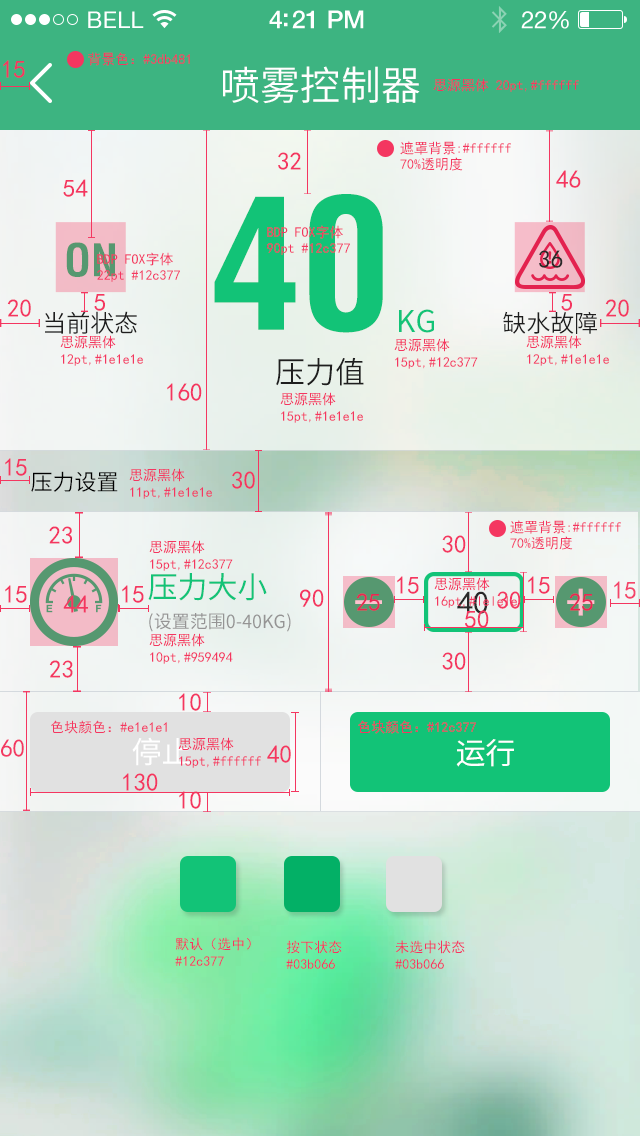 BELL 4:21 PM 22%
背景色: #3db481
15
喷雾控制器
思源黑体 20pt,#ffffff
32
遮罩背景:#ffffff
70%透明度
54
46
ON
BDP FOX字体
22pt #12c377
40
BDP FOX字体
90pt #12c377
36
5
5
20
20
当前状态
思源黑体
12pt,#1e1e1e
KG
思源黑体
15pt,#12c377
缺水故障
思源黑体
12pt,#1e1e1e
压力值
思源黑体
15pt,#1e1e1e
160
15
压力设置
思源黑体
11pt,#1e1e1e
30
23
思源黑体
15pt,#12c377
压力大小
(设置范围0-40KG)
思源黑体
10pt,#959494
15
44
E F
15
23
90
遮罩背景:#ffffff
70%透明度
30
25
15
思源黑体
16pt,#1e1e1e
40
30
50
15
25
15
30
10
60
色块颜色: #e1e1e1
停止
思源黑体
15pt,#ffffff
40
130
10
色块颜色: #12c377
运行
默认（选中）
#12c377
按下状态
#03b066
未选中状态
#03b066